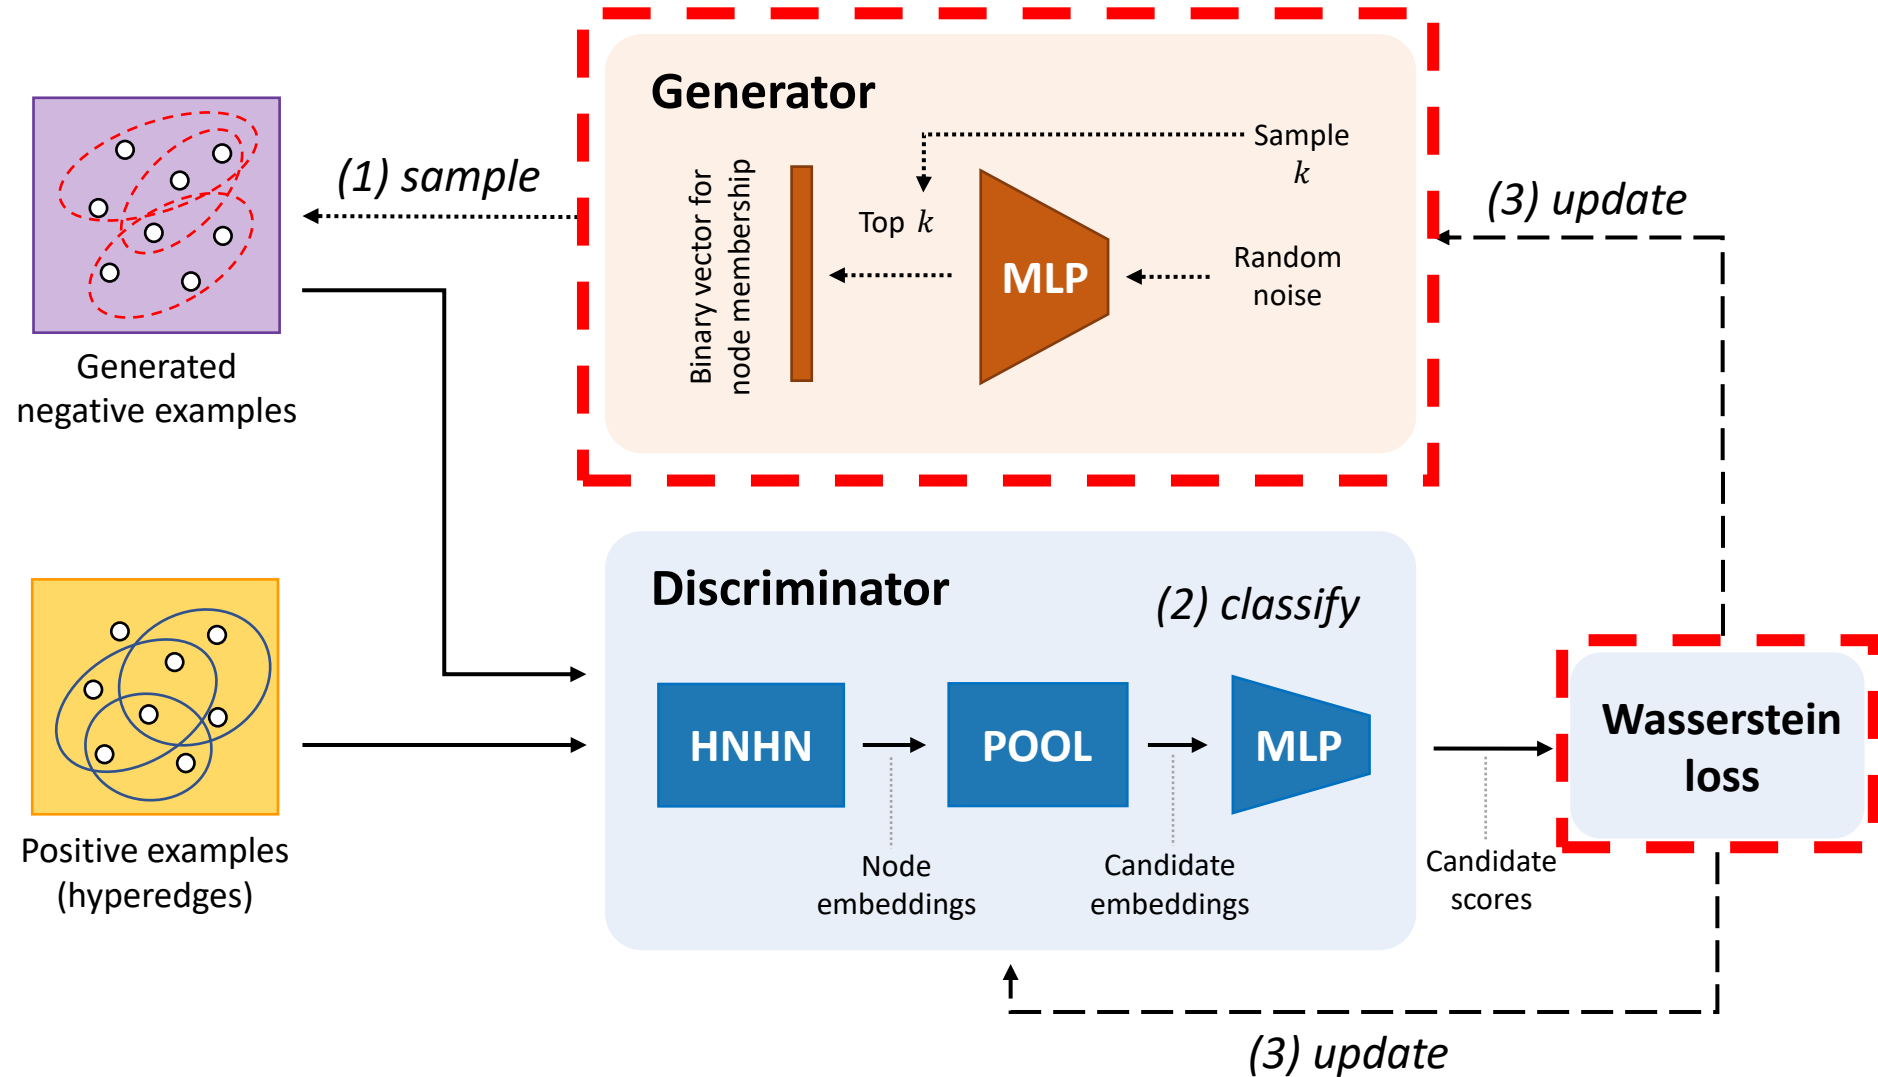 Generator
Sample
k
Top k
MLP
Random
noise
Binary vector for
node membership
(1) sample
(3) update
Generated
negative examples
Discriminator
(2) classify
HNHN
POOL
MLP
Node
embeddings
Candidate
embeddings
Candidate
scores
Wasserstein
loss
Positive examples
(hyperedges)
(3) update